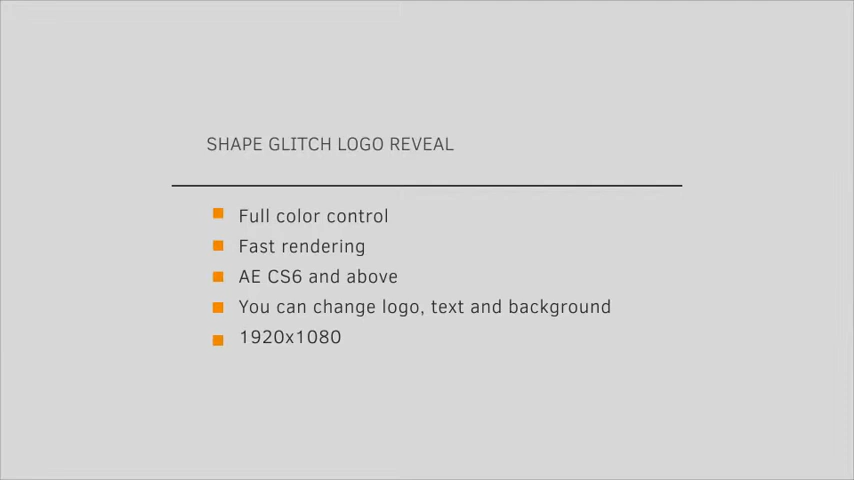 SHAPE GLITCH LOGO REVEAL
Full color control
Fast rendering
AE CS6 and above
You can change logo, text and background
1920x1080